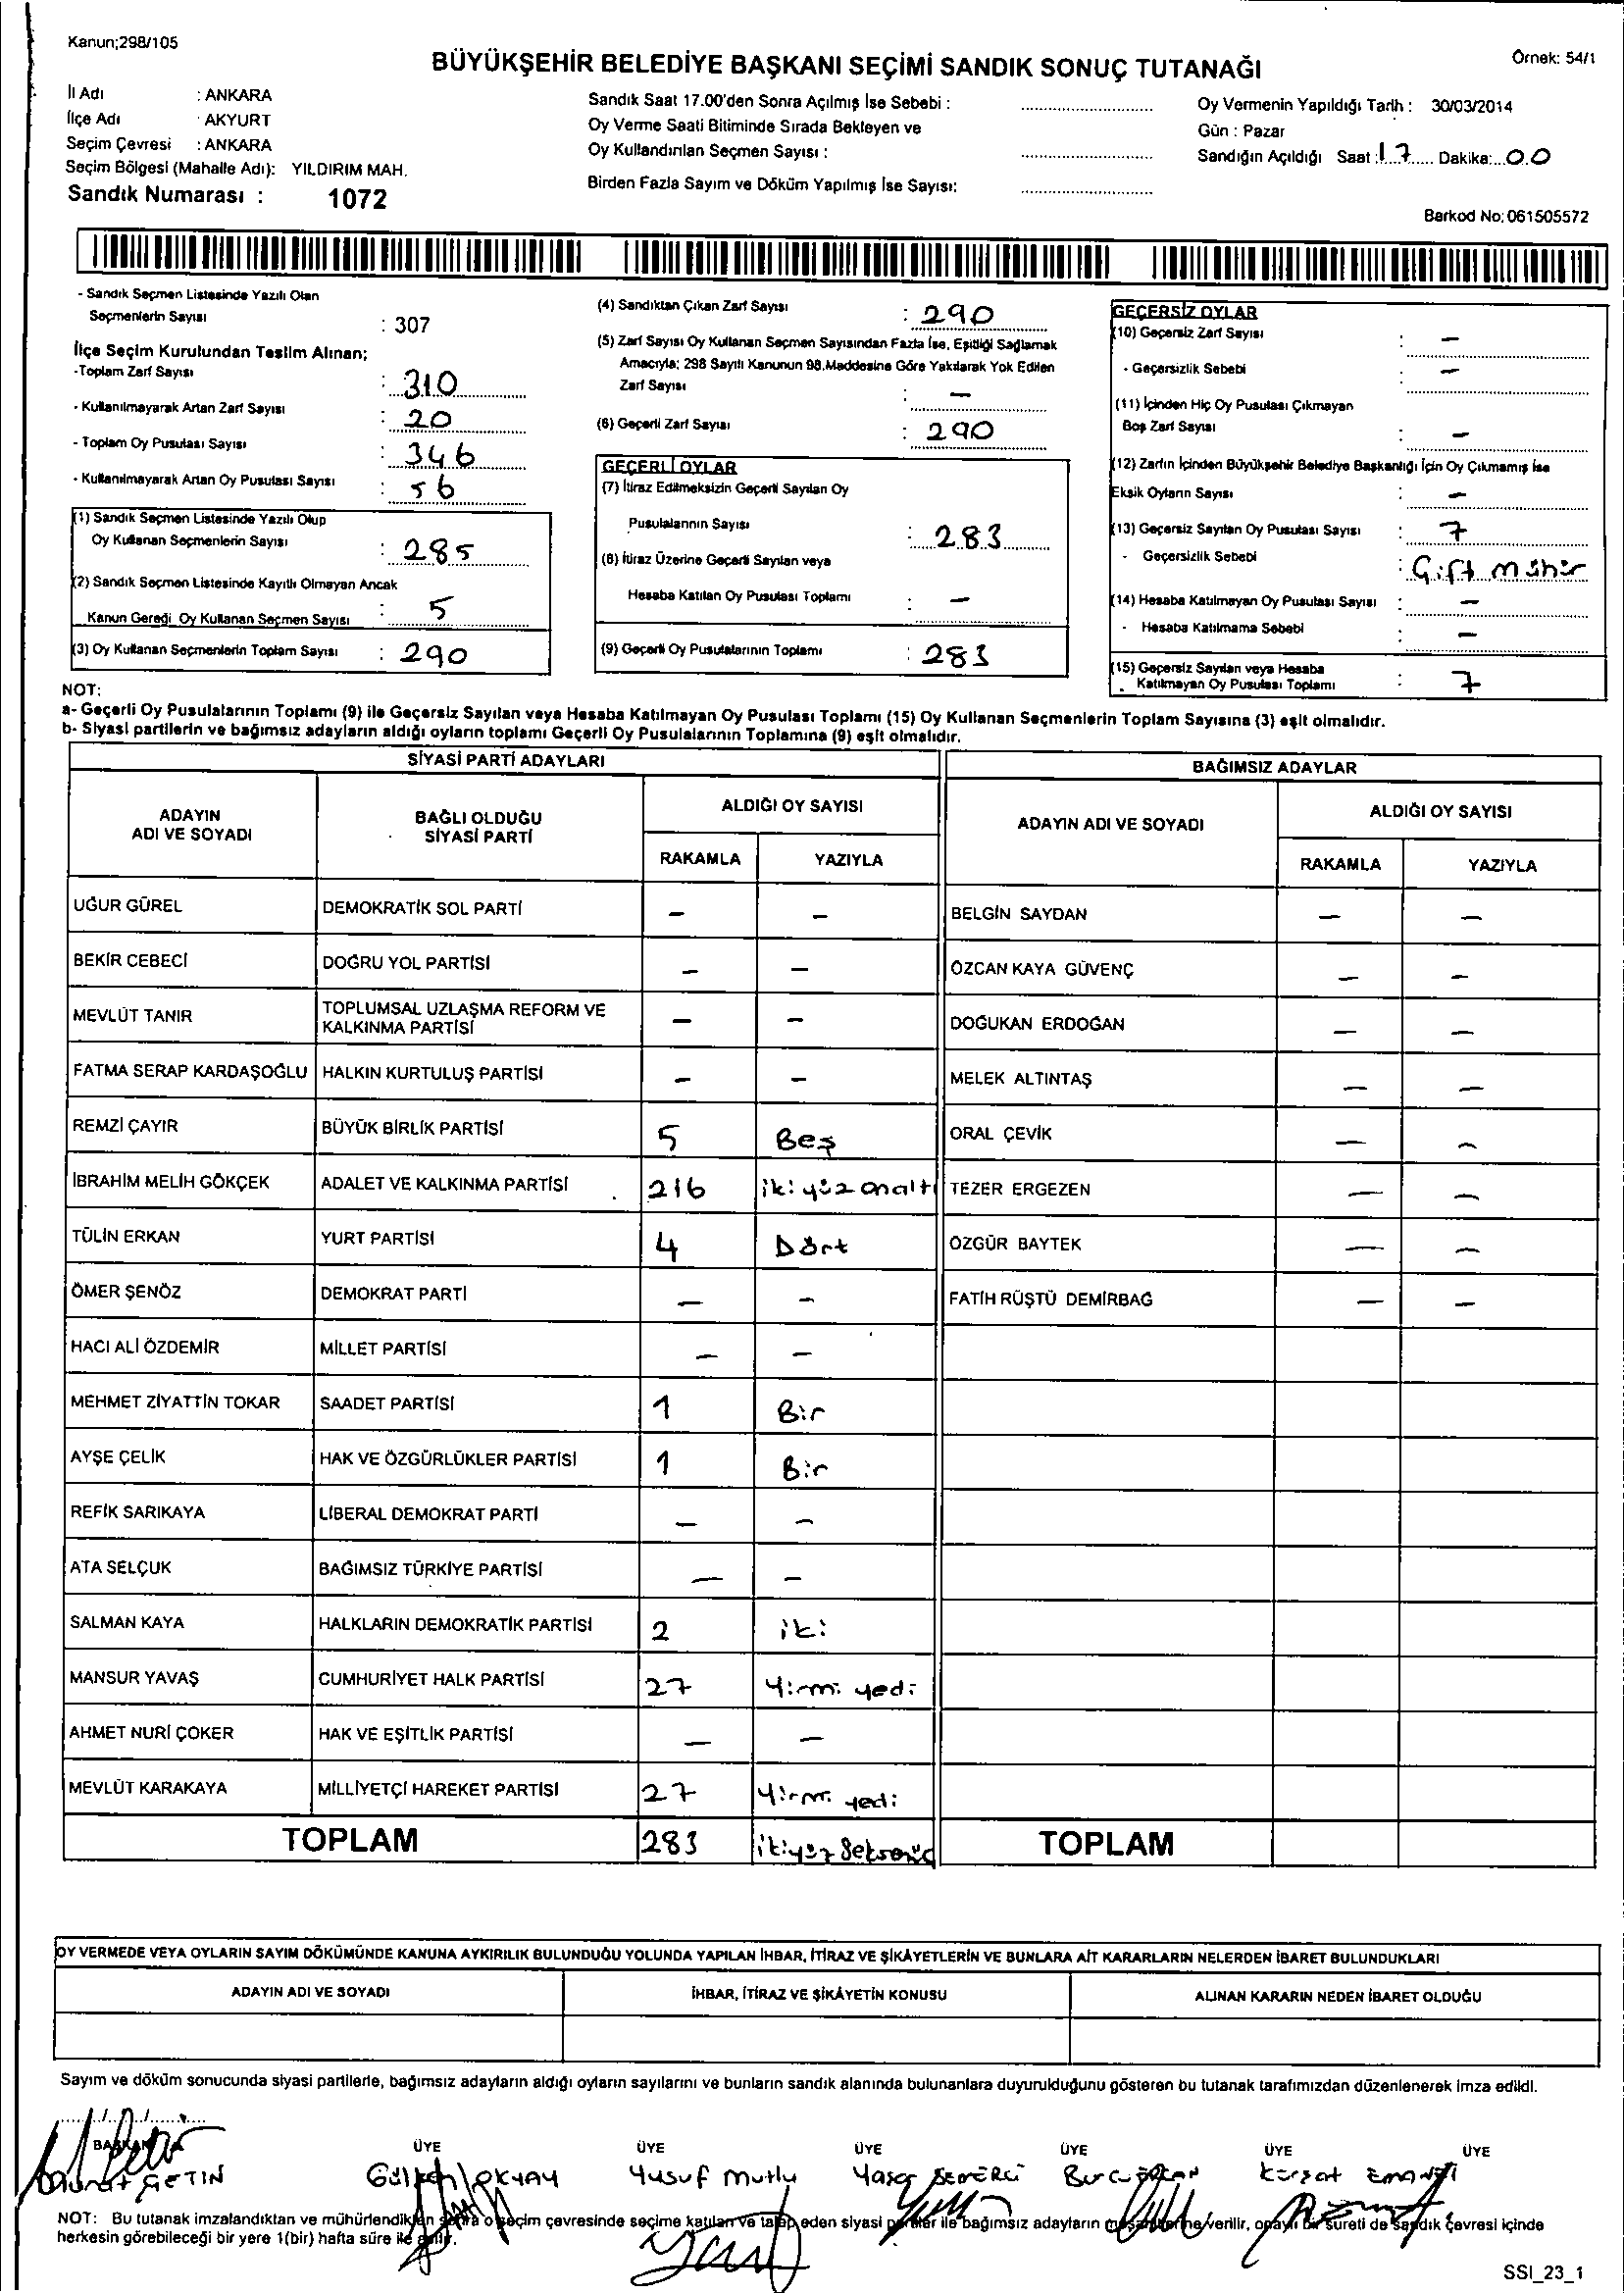 Kanun;298/105
Örnek: 54/1
BÜYÜKŞEHİR BELEDİYE BAŞKANI SEÇİMİ SANDIK SONUÇ TUTANAĞI
İl Adı : ANKARA
İlçe Adı : AKYURT
Seçim Çevresi : ANKARA
Seçim Bölgesi (Mahalle Adı): YILDIRIM MAH.
Sandık Numarası : 1072
Sandık Saat 17.00'den Sonra Açılmış İse Sebebi :
Oy Verme Saati Bitiminde Sırada Bekleyen ve
Oy Kullandırılan Seçmen Sayısı :
Birden Fazla Sayım ve Döküm Yapılmış İse Sayısı:
Oy Vermenin Yapıldığı Tarih : 30/03/2014
Gün : Pazar
Sandığın Açıldığı Saat : 17 Dakika: 00
Barkod No: 061505572
- Sandık Seçmen Listesinde Yazılı Olan
Seçmenlerin Sayısı : 307
İlçe Seçim Kurulundan Teslim Alınan;
-Toplam Zarf Sayısı : 310
- Kullanılmayarak Artan Zarf Sayısı : 20
- Toplam Oy Pusulası Sayısı : 346
- Kullanılmayarak Artan Oy Pusulası Sayısı : 56
(1) Sandık Seçmen Listesinde Yazılı Olup
Oy Kullanan Seçmenlerin Sayısı : 285
(2) Sandık Seçmen Listesinde Kayıtlı Olmayan Ancak
Kanun Gereği Oy Kullanan Seçmen Sayısı : 5
(3) Oy Kullanan Seçmenlerin Toplam Sayısı : 290
(4) Sandıktan Çıkan Zarf Sayısı : 290
(5) Zarf Sayısı Oy Kullanan Seçmen Sayısından Fazla İse, Eşitliği Sağlamak
Amacıyla; 298 Sayılı Kanunun 98.Maddesine Göre Yakılarak Yok Edilen
Zarf Sayısı : –
(6) Geçerli Zarf Sayısı : 290
GEÇERLİ OYLAR
(7) İtiraz Edilmeksizin Geçerli Sayılan Oy
Pusulalarının Sayısı : 283
(8) İtiraz Üzerine Geçerli Sayılan veya
Hesaba Katılan Oy Pusulası Toplamı : –
(9) Geçerli Oy Pusulalarının Toplamı : 283
GEÇERSİZ OYLAR
(10) Geçersiz Zarf Sayısı : –
- Geçersizlik Sebebi : –
(11) İçinden Hiç Oy Pusulası Çıkmayan
Boş Zarf Sayısı : –
(12) Zarfın İçinden Büyükşehir Belediye Başkanlığı İçin Oy Çıkmamış İse
Eksik Oyların Sayısı : –
(13) Geçersiz Sayılan Oy Pusulası Sayısı : 7
- Geçersizlik Sebebi : Çift mühür
(14) Hesaba Katılmayan Oy Pusulası Sayısı : –
- Hesaba Katılmama Sebebi : –
(15) Geçersiz Sayılan veya Hesaba
Katılmayan Oy Pusulası Toplamı : 7
NOT:
a- Geçerli Oy Pusulalarının Toplamı (9) ile Geçersiz Sayılan veya Hesaba Katılmayan Oy Pusulası Toplamı (15) Oy Kullanan Seçmenlerin Toplam Sayısına (3) eşit olmalıdır.
b- Siyasi partilerin ve bağımsız adayların aldığı oyların toplamı Geçerli Oy Pusulalarının Toplamına (9) eşit olmalıdır.
SİYASİ PARTİ ADAYLARI
ADAYIN ADI VE SOYADI BAĞLI OLDUĞU SİYASİ PARTİ ALDIĞI OY SAYISI
RAKAMLA YAZIYLA
UĞUR GÜREL DEMOKRATİK SOL PARTİ – –
BEKİR CEBECİ DOĞRU YOL PARTİSİ – –
MEVLÜT TANIR TOPLUMSAL UZLAŞMA REFORM VE KALKINMA PARTİSİ – –
FATMA SERAP KARDAŞOĞLU HALKIN KURTULUŞ PARTİSİ – –
REMZİ ÇAYIR BÜYÜK BİRLİK PARTİSİ 5 Beş
İBRAHİM MELİH GÖKÇEK ADALET VE KALKINMA PARTİSİ 216 iki yüz onaltı
TÜLİN ERKAN YURT PARTİSİ 4 Dört
ÖMER ŞENÖZ DEMOKRAT PARTİ – –
HACI ALİ ÖZDEMİR MİLLET PARTİSİ – –
MEHMET ZİYATTİN TOKAR SAADET PARTİSİ 1 Bir
AYŞE ÇELİK HAK VE ÖZGÜRLÜKLER PARTİSİ 1 Bir
REFİK SARIKAYA LİBERAL DEMOKRAT PARTİ – –
ATA SELÇUK BAĞIMSIZ TÜRKİYE PARTİSİ – –
SALMAN KAYA HALKLARIN DEMOKRATİK PARTİSİ 2 iki
MANSUR YAVAŞ CUMHURİYET HALK PARTİSİ 27 Yirmi yedi
AHMET NURİ ÇOKER HAK VE EŞİTLİK PARTİSİ – –
MEVLÜT KARAKAYA MİLLİYETÇİ HAREKET PARTİSİ 27 Yirmi yedi
TOPLAM 283 ikiyüz Seksenüç
BAĞIMSIZ ADAYLAR
ADAYIN ADI VE SOYADI ALDIĞI OY SAYISI
RAKAMLA YAZIYLA
BELGİN SAYDAN – –
ÖZCAN KAYA GÜVENÇ – –
DOĞUKAN ERDOĞAN – –
MELEK ALTINTAŞ – –
ORAL ÇEVİK – –
TEZER ERGEZEN – –
ÖZGÜR BAYTEK – –
FATİH RÜŞTÜ DEMİRBAĞ – –
TOPLAM
OY VERMEDE VEYA OYLARIN SAYIM DÖKÜMÜNDE KANUNA AYKIRILIK BULUNDUĞU YOLUNDA YAPILAN İHBAR, İTİRAZ VE ŞİKÂYETLERİN VE BUNLARA AİT KARARLARIN NELERDEN İBARET BULUNDUKLARI
ADAYIN ADI VE SOYADI İHBAR, İTİRAZ VE ŞİKÂYETİN KONUSU ALINAN KARARIN NEDEN İBARET OLDUĞU
Sayım ve döküm sonucunda siyasi partilerle, bağımsız adayların aldığı oyların sayılarını ve bunların sandık alanında bulunanlara duyurulduğunu gösteren bu tutanak tarafımızdan düzenlenerek imza edildi.
BAŞKAN ÜYE ÜYE ÜYE ÜYE ÜYE ÜYE
Murat ÇETİN Gülşen OKYAY Yusuf mutlu Yaşar SEMERCİ Burcu Kürşat
NOT: Bu tutanak imzalandıktan ve mühürlendikten sonra o seçim çevresinde seçime katılan ve talep eden siyasi partiler ile bağımsız adayların müşahitlerine verilir, onaylı bir sureti de sandık çevresi içinde
herkesin görebileceği bir yere 1(bir) hafta süre ile asılır.
SSI_23_1